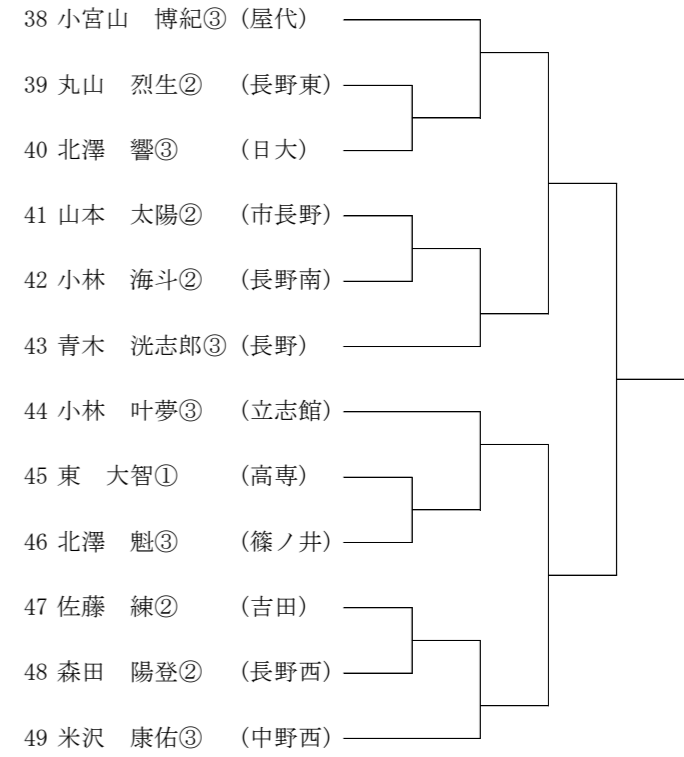 38 小宮山　博紀③ (屋代)
39 丸山　烈生② (長野東)
40 北澤　響③ (日大)
41 山本　太陽② (市長野)
42 小林　海斗② (長野南)
43 青木　洸志郎③ (長野)
44 小林　叶夢③ (立志館)
45 東　大智① (高専)
46 北澤　魁③ (篠ノ井)
47 佐藤　練② (吉田)
48 森田　陽登② (長野西)
49 米沢　康佑③ (中野西)